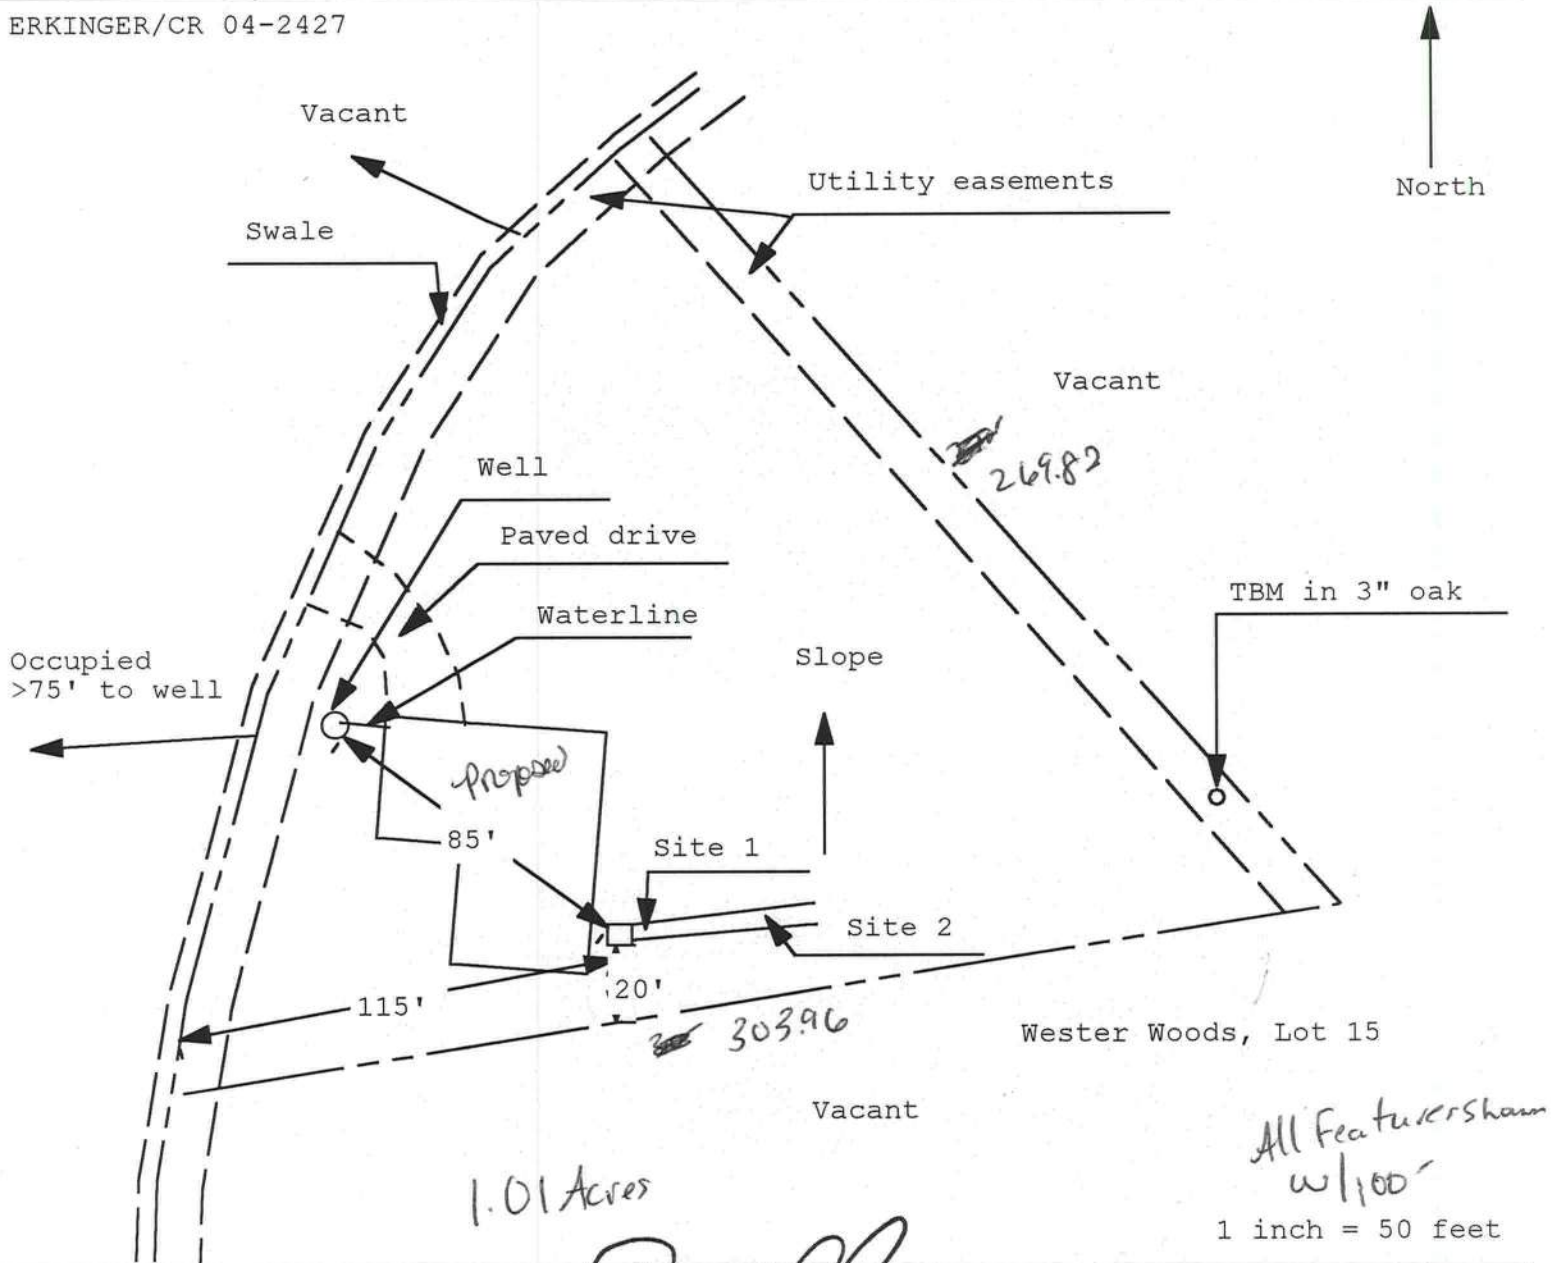 ERKINGER/CR 04-2427
North
Vacant
Utility easements
Swale
Vacant
269.82
Well
Paved drive
TBM in 3" oak
Waterline
Occupied
>75' to well
Slope
Proposed
85'
Site 1
Site 2
115'
20'
303.96
Wester Woods, Lot 15
Vacant
All Features shown
w/100'
1.01 Acres
1 inch = 50 feet